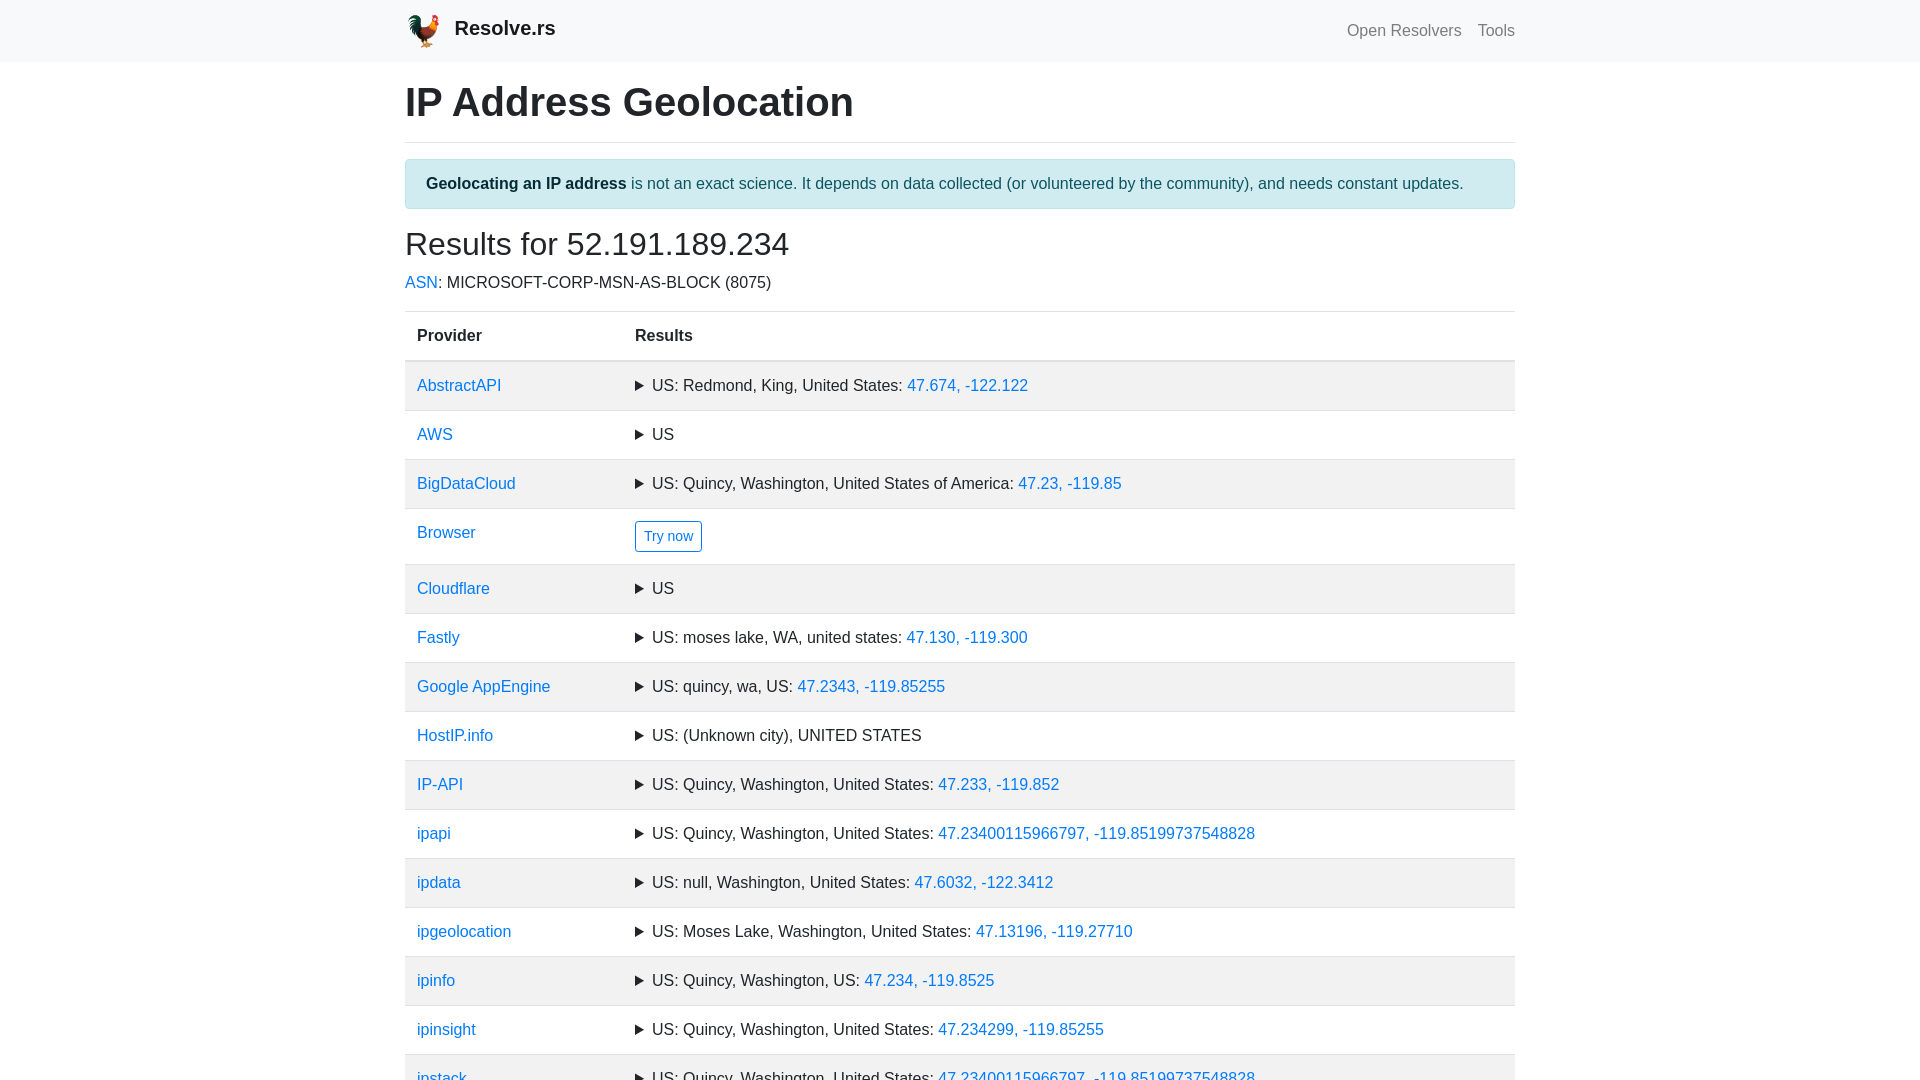 Resolve.rs
Open Resolvers Tools
IP Address Geolocation
Geolocating an IP address is not an exact science. It depends on data collected (or volunteered by the community), and needs constant updates.
Results for 52.191.189.234
ASN: MICROSOFT-CORP-MSN-AS-BLOCK (8075)
Provider Results
AbstractAPI US: Redmond, King, United States: 47.674, -122.122
AWS US
BigDataCloud US: Quincy, Washington, United States of America: 47.23, -119.85
Browser Try now
Cloudflare US
Fastly US: moses lake, WA, united states: 47.130, -119.300
Google AppEngine US: quincy, wa, US: 47.2343, -119.85255
HostIP.info US: (Unknown city), UNITED STATES
IP-API US: Quincy, Washington, United States: 47.233, -119.852
ipapi US: Quincy, Washington, United States: 47.23400115966797, -119.85199737548828
ipdata US: null, Washington, United States: 47.6032, -122.3412
ipgeolocation US: Moses Lake, Washington, United States: 47.13196, -119.27710
ipinfo US: Quincy, Washington, US: 47.234, -119.8525
ipinsight US: Quincy, Washington, United States: 47.234299, -119.85255
ipstack US: Quincy, Washington, United States: 47.23400115966797, -119.85199737548828